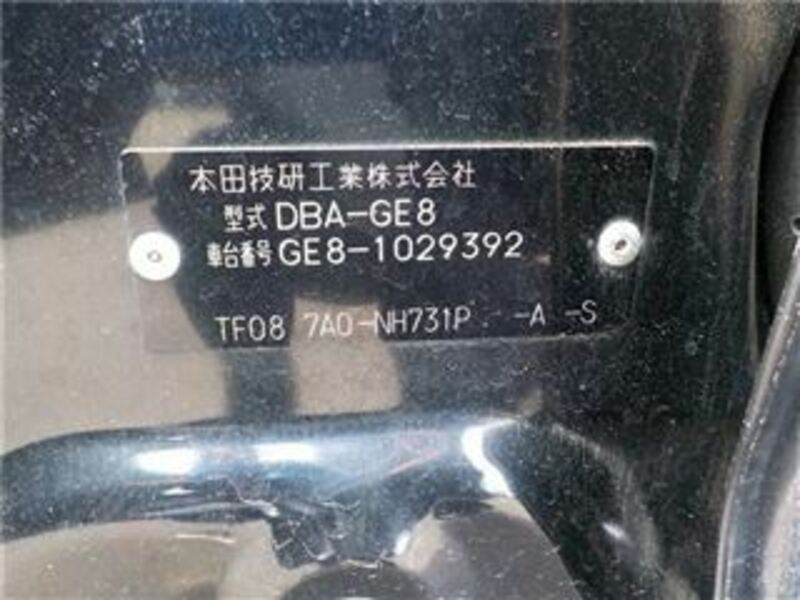 本田技研工業株式会社
型式 DBA-GE8
車台番号 GE8-1029392
TF08 7A0-NH731P -A -S